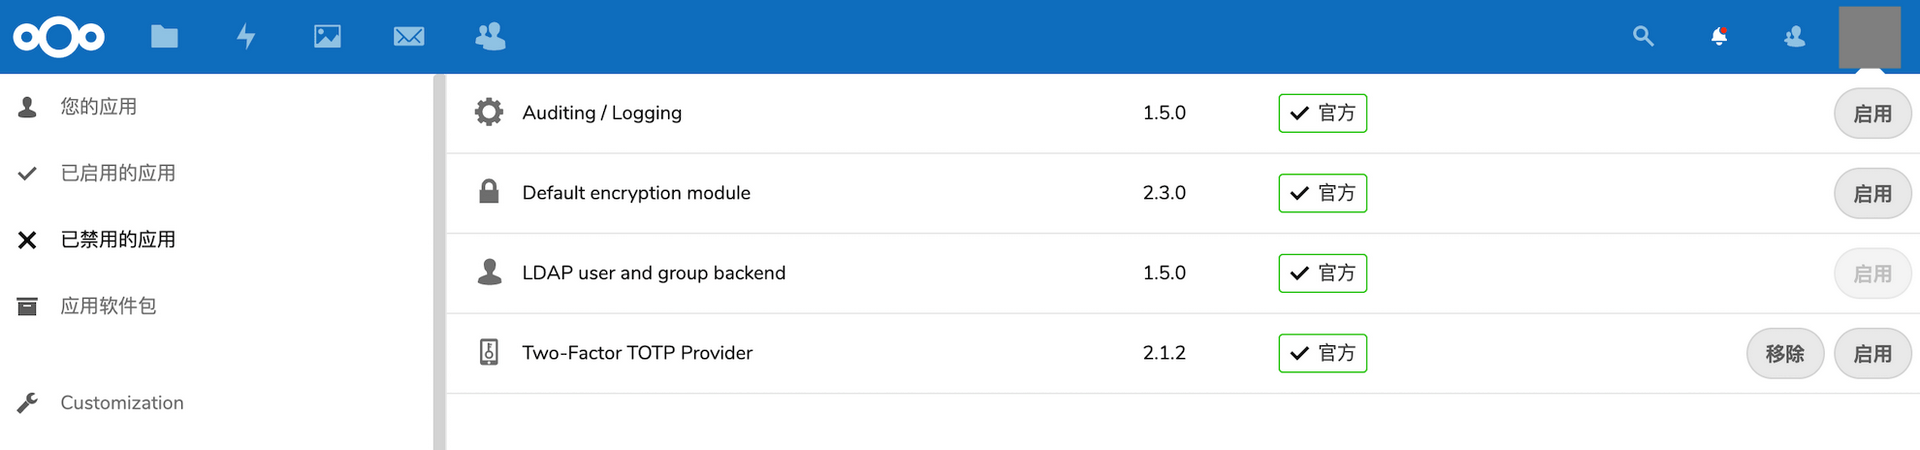 您的应用
已启用的应用
已禁用的应用
应用软件包
Customization
Auditing / Logging 1.5.0 官方 启用
Default encryption module 2.3.0 官方 启用
LDAP user and group backend 1.5.0 官方 启用
Two-Factor TOTP Provider 2.1.2 官方 移除 启用